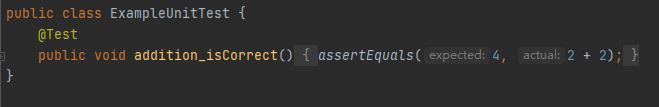 public class ExampleUnitTest {
@Test
public void addition_isCorrect() { assertEquals( expected: 4, actual: 2 + 2); }
}